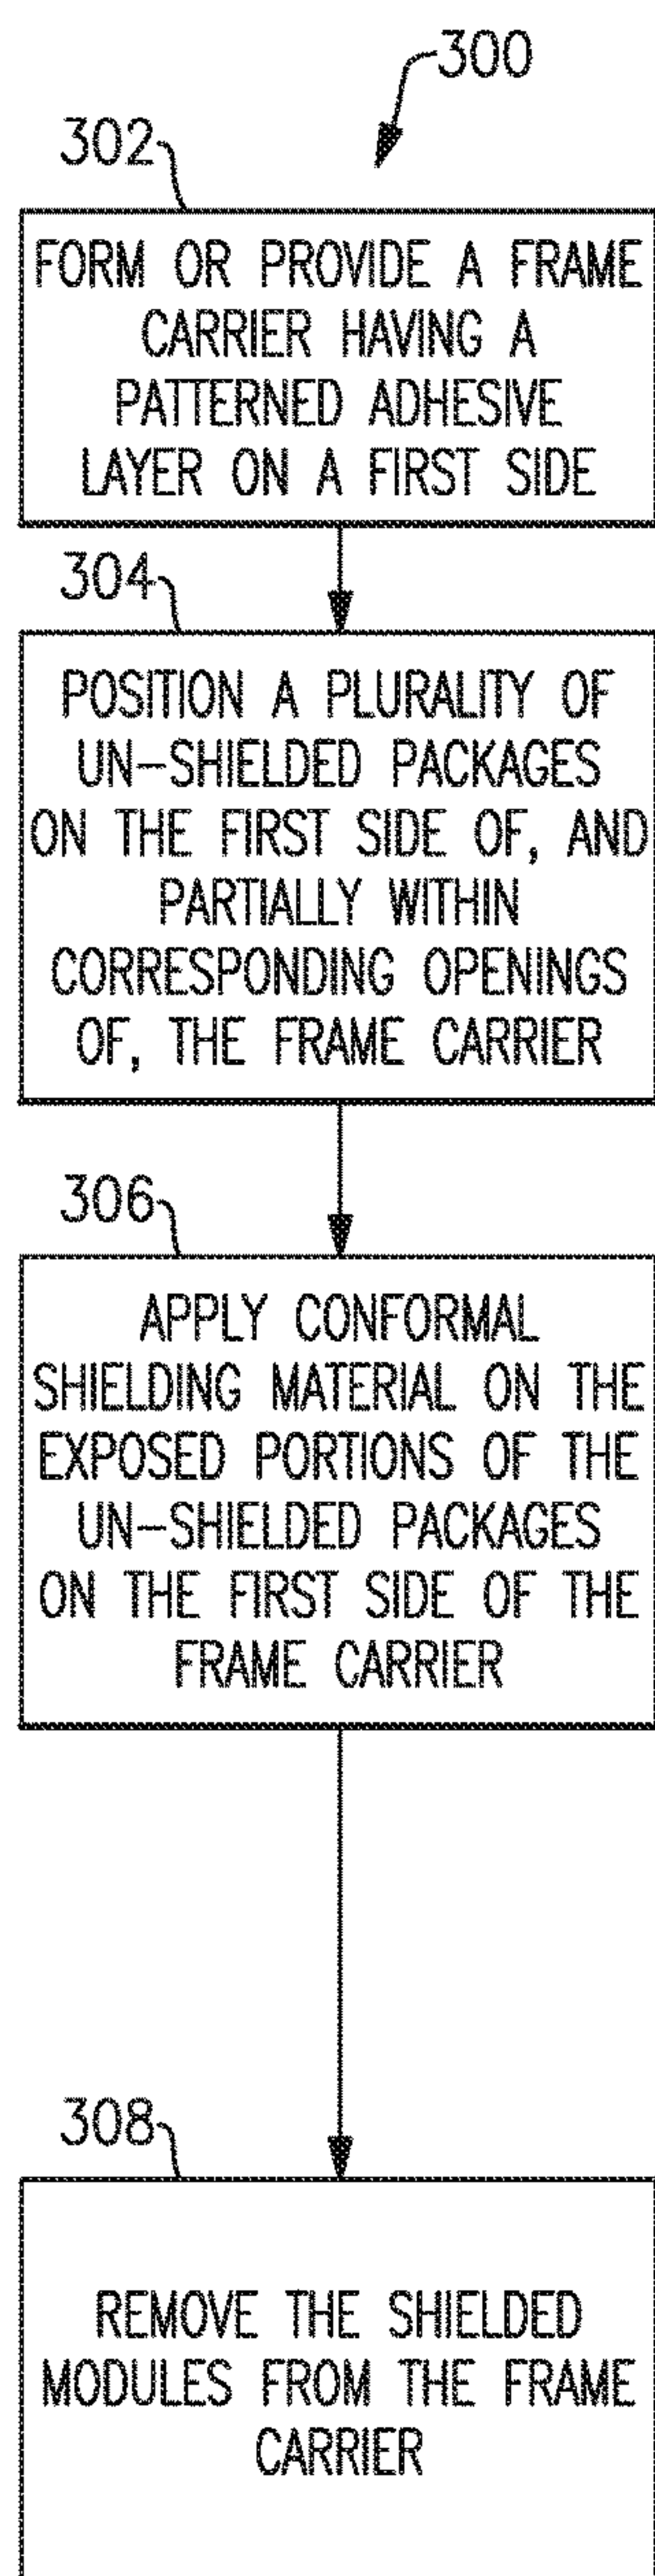 300
302
FORM OR PROVIDE A FRAME
CARRIER HAVING A
PATTERNED ADHESIVE
LAYER ON A FIRST SIDE
304
POSITION A PLURALITY OF
UN-SHIELDED PACKAGES
ON THE FIRST SIDE OF, AND
PARTIALLY WITHIN
CORRESPONDING OPENINGS
OF, THE FRAME CARRIER
306
APPLY CONFORMAL
SHIELDING MATERIAL ON THE
EXPOSED PORTIONS OF THE
UN-SHIELDED PACKAGES
ON THE FIRST SIDE OF THE
FRAME CARRIER
308
REMOVE THE SHIELDED
MODULES FROM THE FRAME
CARRIER